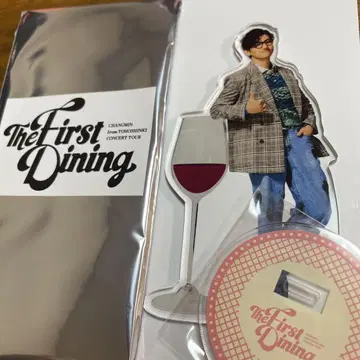 The First
Dining
CHANGMIN
from TOHOSHINKI
CONCERT TOUR
The First
Dining